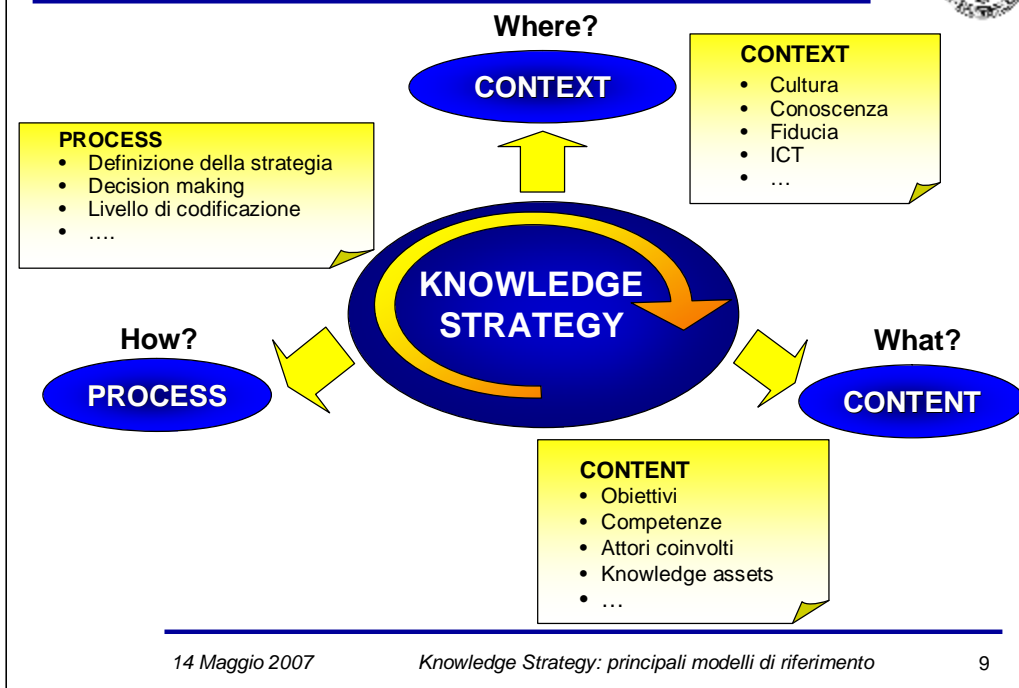 Where?
CONTEXT
CONTEXT
• Cultura
• Conoscenza
• Fiducia
• ICT
• …
PROCESS
• Definizione della strategia
• Decision making
• Livello di codificazione
• ….
KNOWLEDGE
STRATEGY
How?
PROCESS
What?
CONTENT
CONTENT
• Obiettivi
• Competenze
• Attori coinvolti
• Knowledge assets
• …
14 Maggio 2007 Knowledge Strategy: principali modelli di riferimento 9